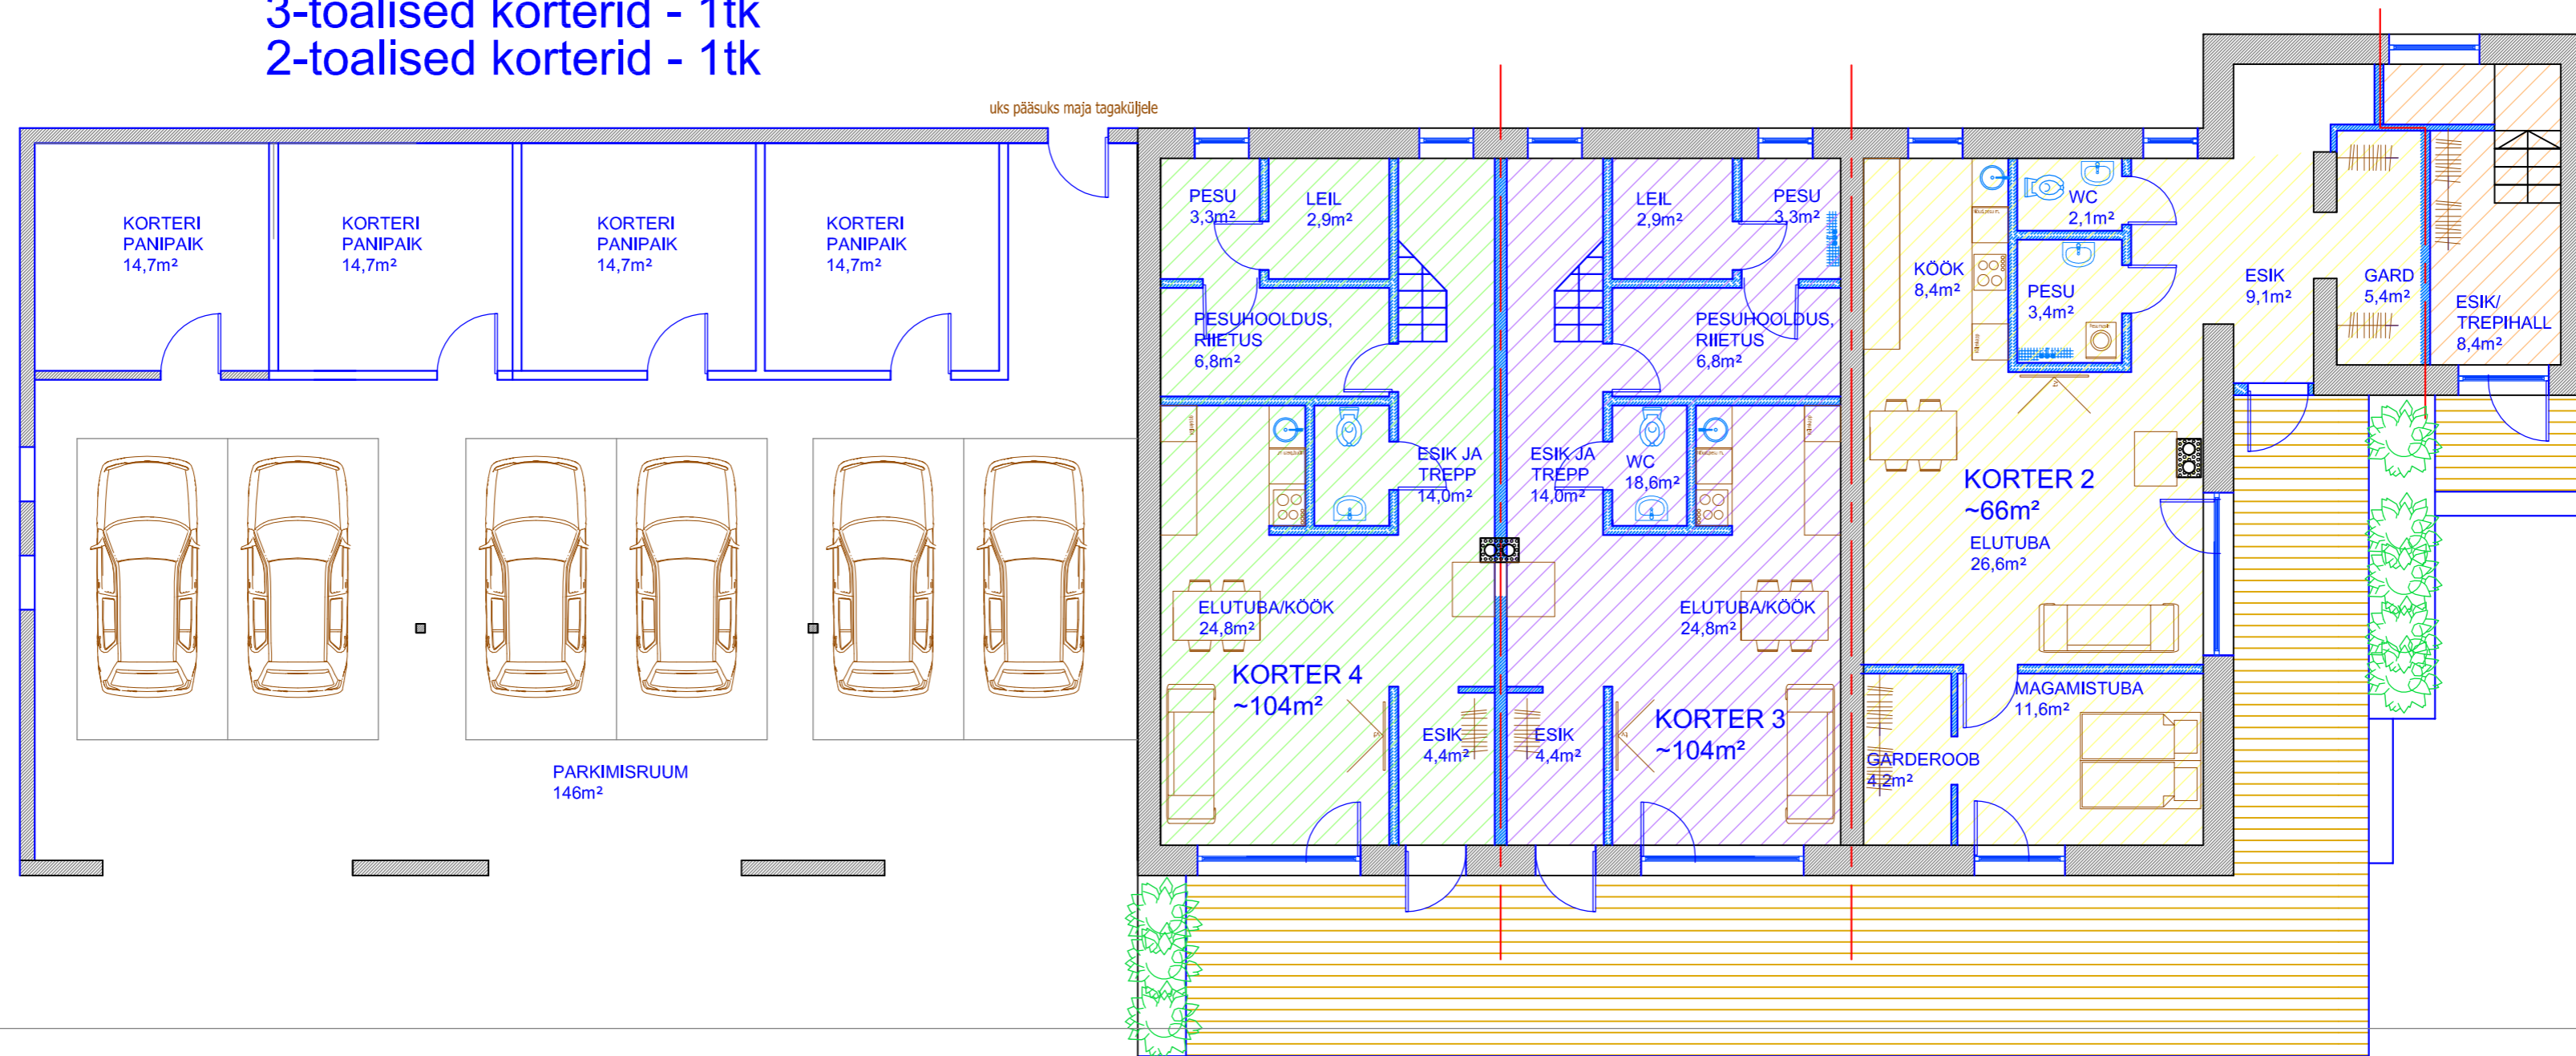 3-toalised korterid - 1tk
2-toalised korterid - 1tk
uks pääsuks maja tagaküljele
KORTERI
PANIPAIK
14,7m²
KORTERI
PANIPAIK
14,7m²
KORTERI
PANIPAIK
14,7m²
KORTERI
PANIPAIK
14,7m²
PARKIMISRUUM
146m²
PESU
3,3m²
LEIL
2,9m²
PESUHOOLDUS,
RIIETUS
6,8m²
ESIK JA
TREPP
14,0m²
ELUTUBA/KÖÖK
24,8m²
KORTER 4
~104m²
ESIK
4,4m²
LEIL
2,9m²
PESU
3,3m²
PESUHOOLDUS,
RIIETUS
6,8m²
ESIK JA
TREPP
14,0m²
WC
18,6m²
ELUTUBA/KÖÖK
24,8m²
KORTER 3
~104m²
ESIK
4,4m²
KÖÖK
8,4m²
WC
2,1m²
PESU
3,4m²
ESIK
9,1m²
GARD
5,4m²
ESIK/
TREPIHALL
8,4m²
KORTER 2
~66m²
ELUTUBA
26,6m²
MAGAMISTUBA
11,6m²
GARDEROOB
4,2m²